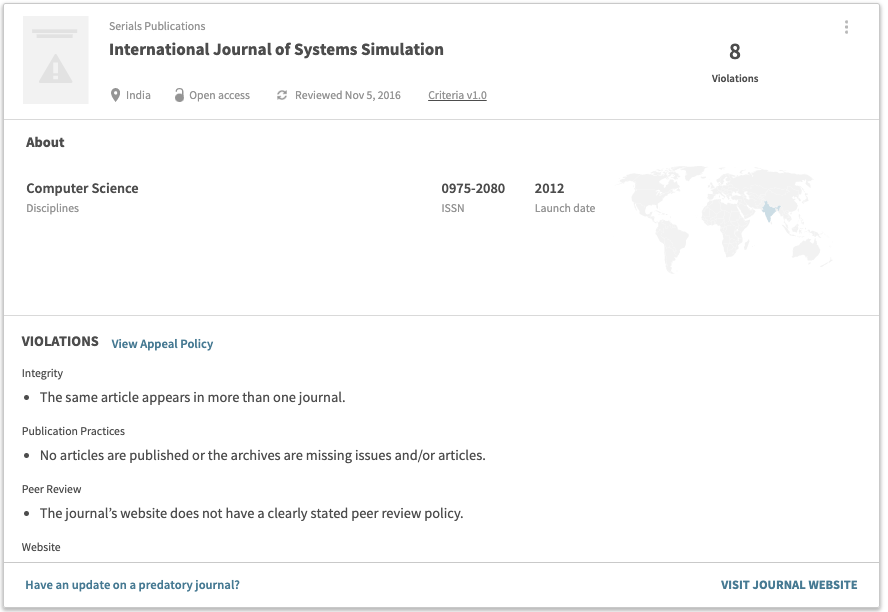 Serials Publications
International Journal of Systems Simulation
8
Violations
India Open access Reviewed Nov 5, 2016 Criteria v1.0
About
Computer Science 0975-2080 2012
Disciplines ISSN Launch date
VIOLATIONS View Appeal Policy
Integrity
• The same article appears in more than one journal.
Publication Practices
• No articles are published or the archives are missing issues and/or articles.
Peer Review
• The journal’s website does not have a clearly stated peer review policy.
Website
Have an update on a predatory journal? VISIT JOURNAL WEBSITE